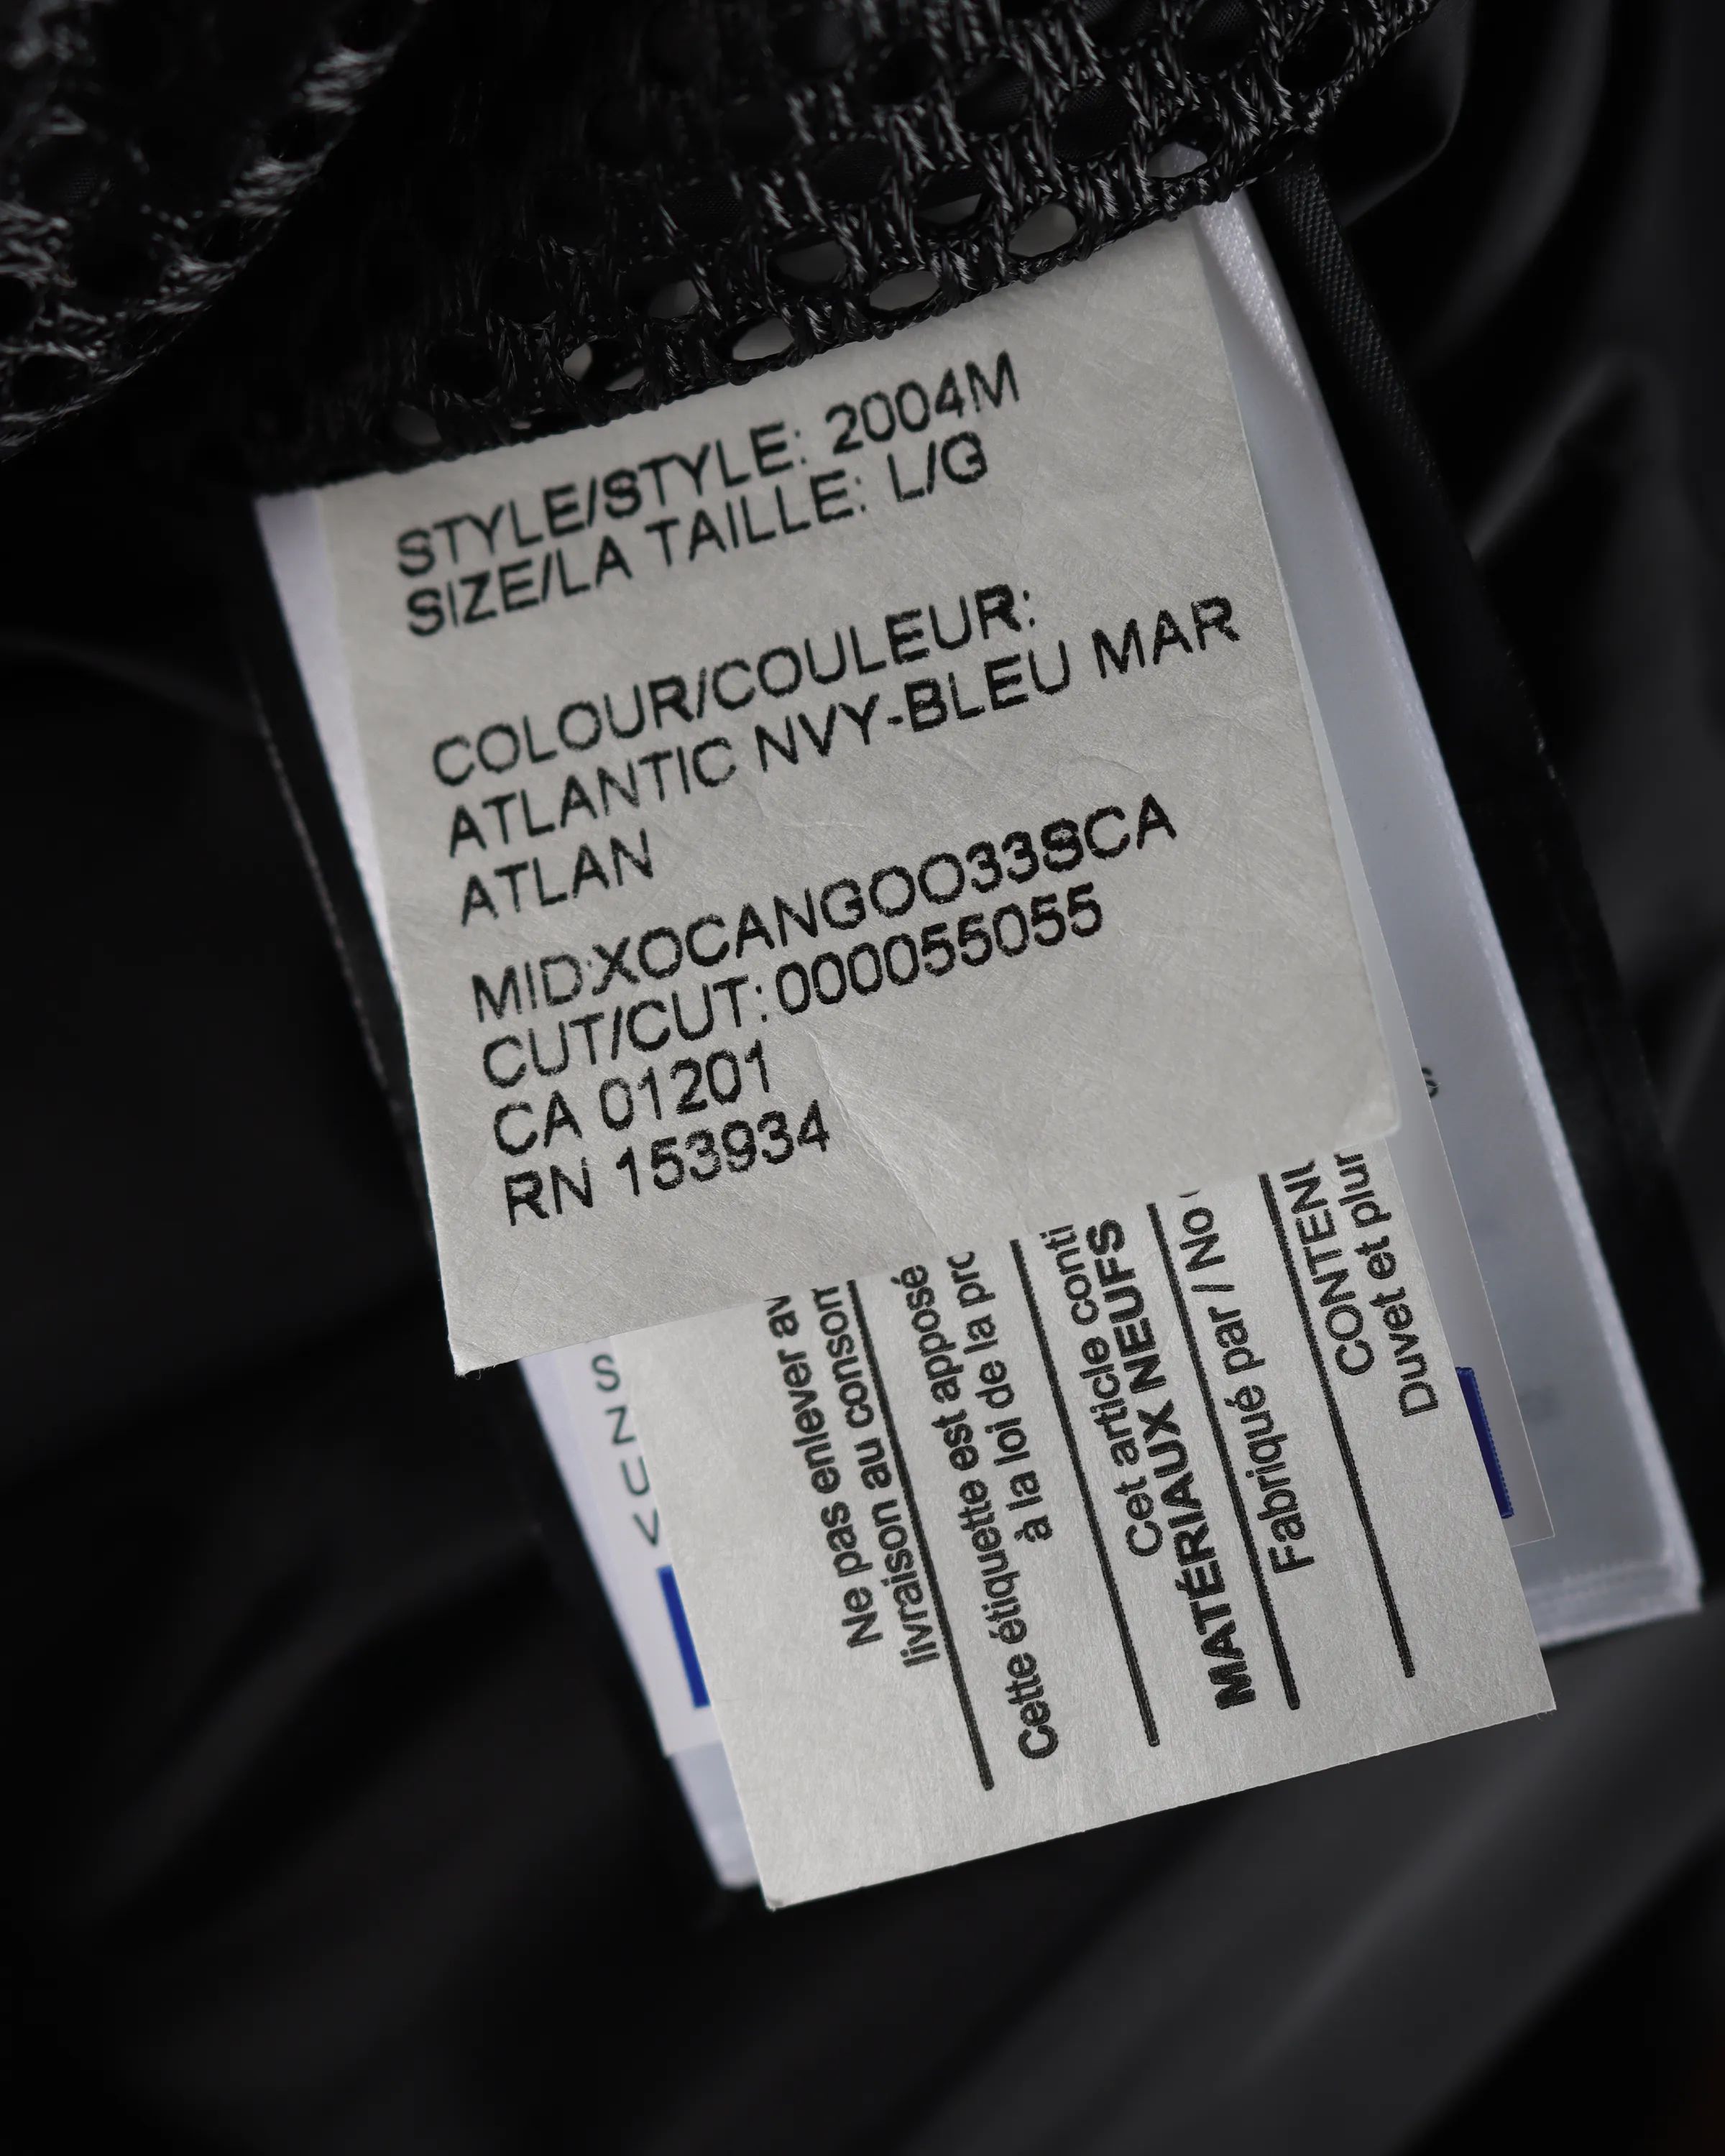 STYLE/STYLE: 2004M
SIZE/LA TAILLE: L/G
COLOUR/COULEUR:
ATLANTIC NVY-BLEU MAR
ATLAN
MID:XOCANGOO33SCA
CUT/CUT:000055055
CA 01201
RN 153934
Ne pas enlever av
livraison au conson
Cette étiquette est apposé
à la loi de la pro
Cet article conti
MATÉRIAUX NEUFS
Fabriqué par / No
CONTENU
Duvet et plur
S
Z
U
V